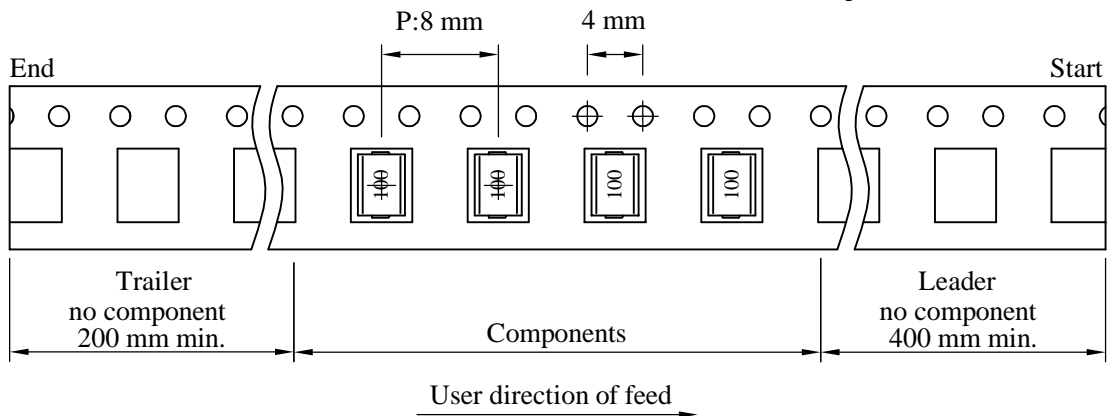 P:8 mm
4 mm
End
Start
100
100
100
100
Trailer
no component
200 mm min.
Components
Leader
no component
400 mm min.
User direction of feed